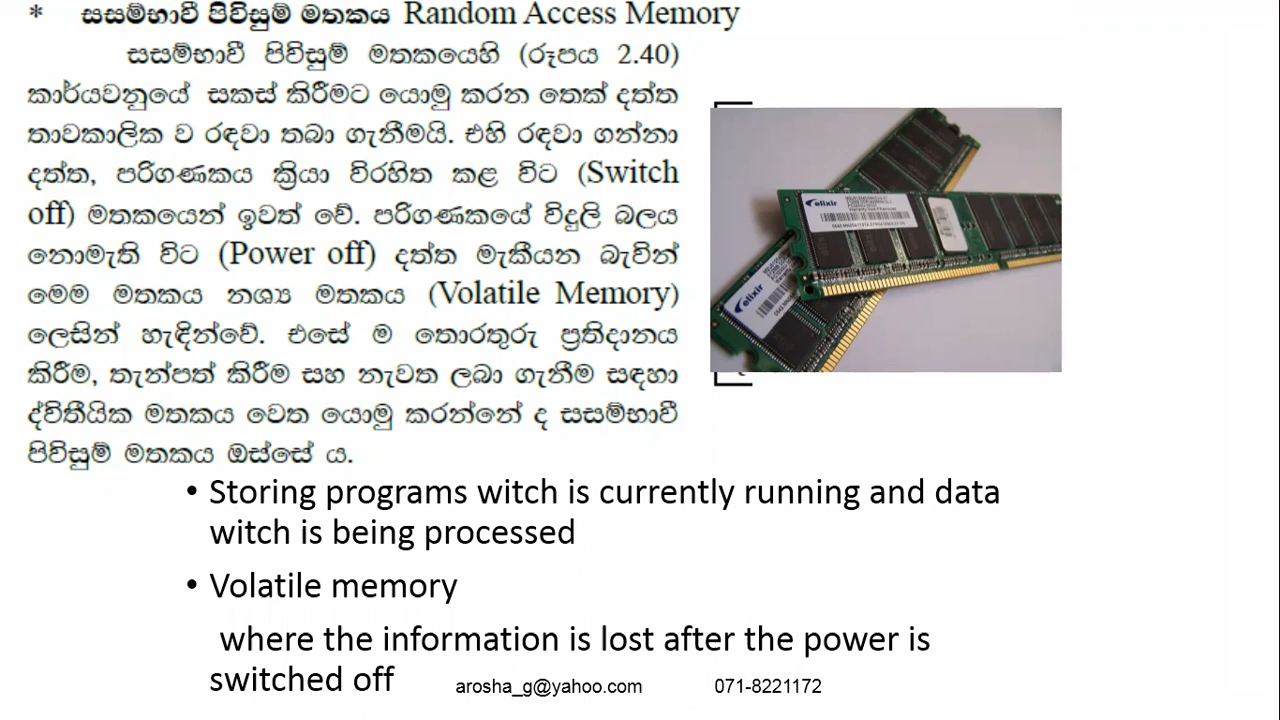 * සසම්භාවී පිවිසුම් මතකය Random Access Memory
සසම්භාවී පිවිසුම් මතකයෙහි (රූපය 2.40)
කාර්යවනුයේ සකස් කිරීමට යොමු කරන තෙක් දත්ත
තාවකාලික ව රඳවා තබා ගැනීමයි. එහි රඳවා ගන්නා
දත්ත, පරිගණකය ක්‍රියා විරහිත කළ විට (Switch
off) මතකයෙන් ඉවත් වේ. පරිගණකයේ විදුලි බලය
නොමැති විට (Power off) දත්ත මැකීයන බැවින්
මෙම මතකය නශ්‍ය මතකය (Volatile Memory)
ලෙසින් හැඳින්වේ. එසේ ම තොරතුරු ප්‍රතිදානය
කිරීම, තැන්පත් කිරීම සහ නැවත ලබා ගැනීම සඳහා
ද්විතීයික මතකය වෙත යොමු කරන්නේ ද සසම්භාවී
පිවිසුම් මතකය ඔස්සේ ය.
elixir
elixir
• Storing programs witch is currently running and data
witch is being processed
• Volatile memory
where the information is lost after the power is
switched off
arosha_g@yahoo.com 071-8221172